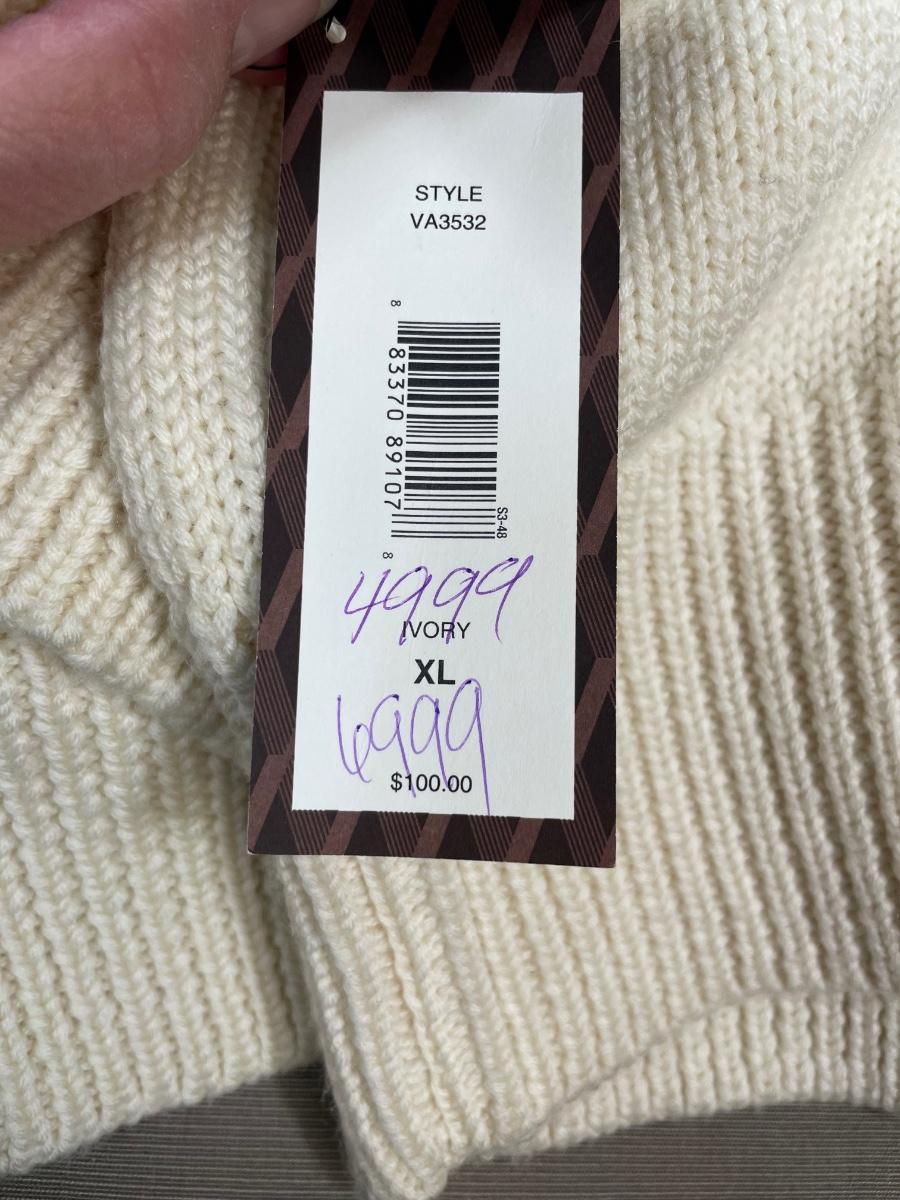 STYLE
VA3532
8
83370 89107
8
S3-48
4999
IVORY
XL
6999
$100.00